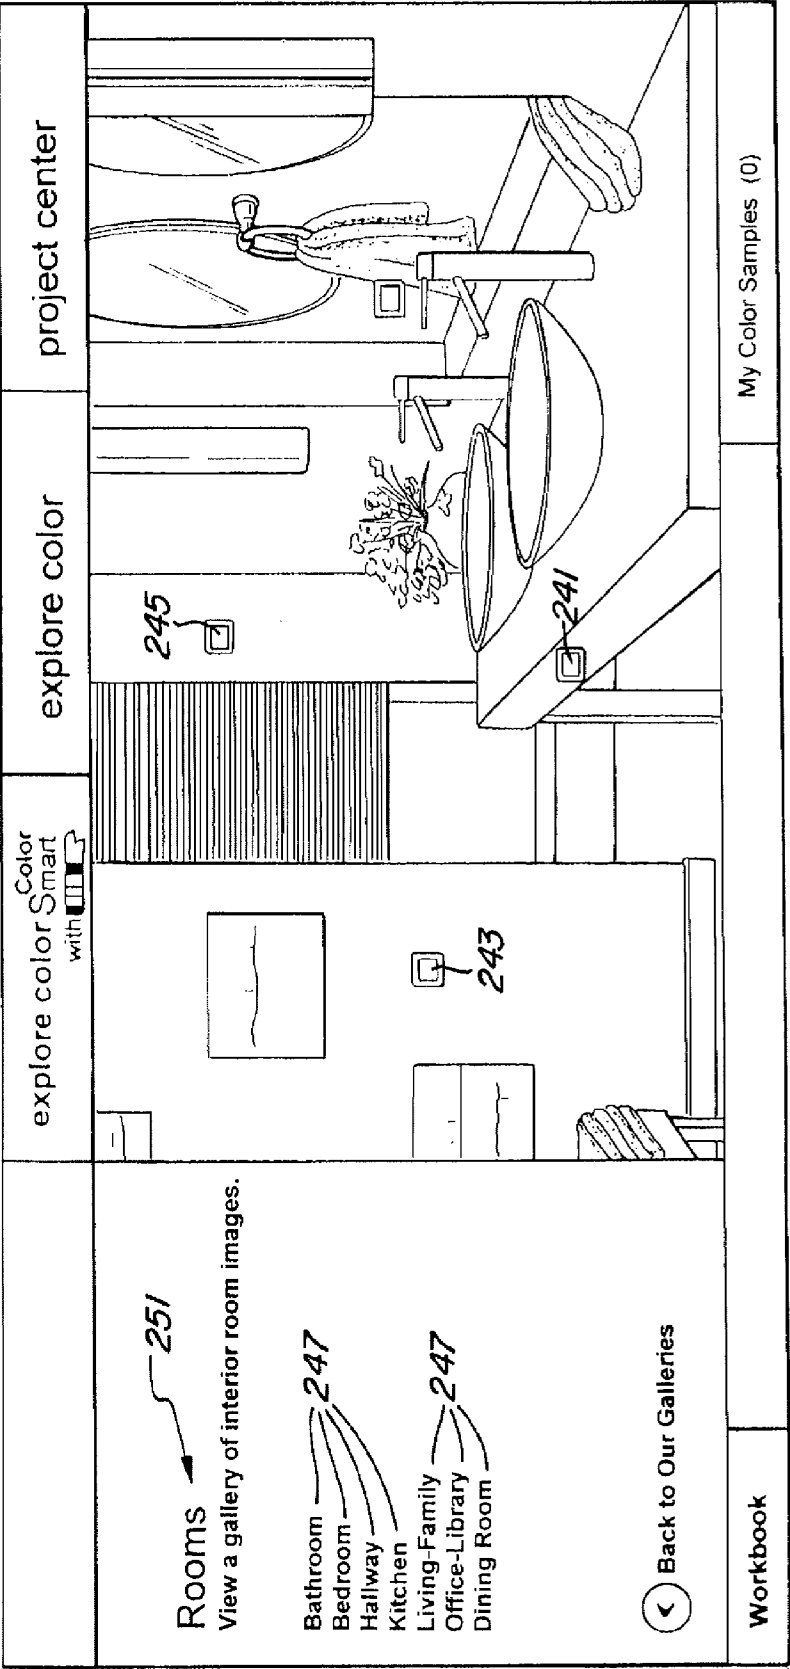 explore color
with Color Smart
explore color
project center
Rooms
251
View a gallery of interior room images.
Bathroom
Bedroom
Hallway
Kitchen
247
Living-Family
Office-Library
Dining Room
247
Back to Our Galleries
245
243
241
Workbook
My Color Samples (0)